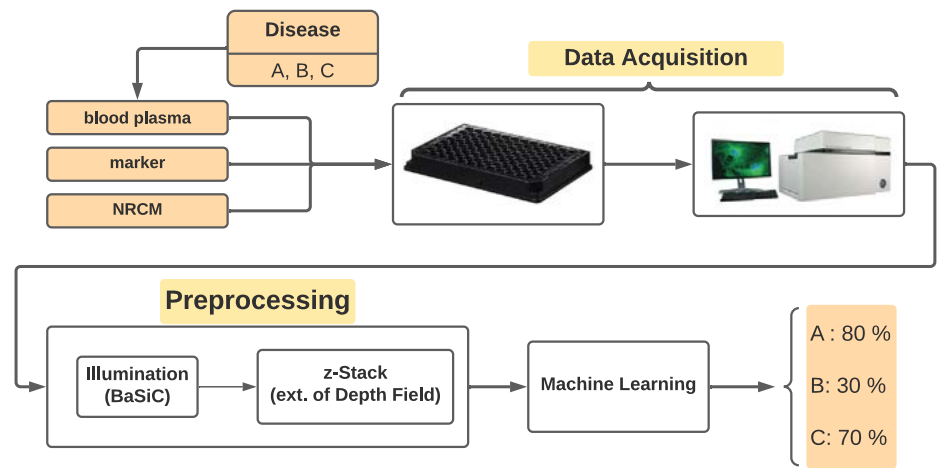 Disease
A, B, C
Data Acquisition
blood plasma
marker
NRCM
Preprocessing
Illumination
(BaSiC)
z-Stack
(ext. of Depth Field)
Machine Learning
A : 80 %
B: 30 %
C: 70 %